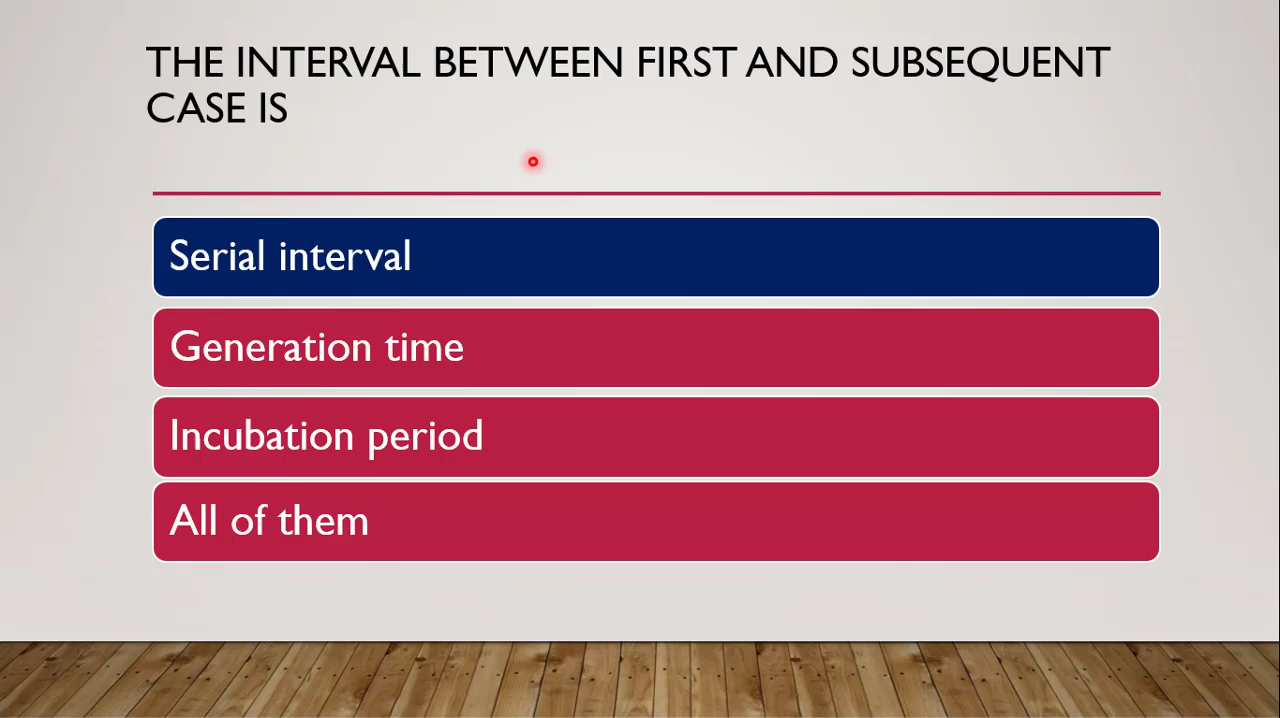 THE INTERVAL BETWEEN FIRST AND SUBSEQUENT
CASE IS
Serial interval
Generation time
Incubation period
All of them